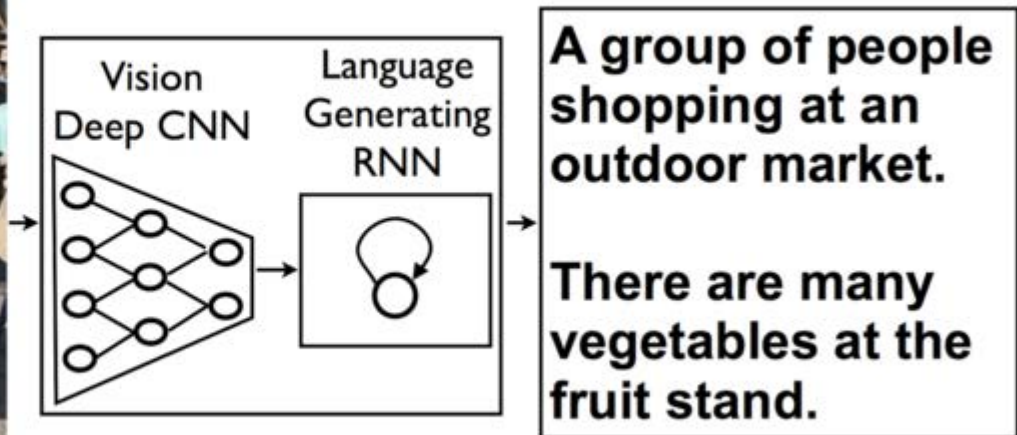 Vision
Deep CNN
Language
Generating
RNN
A group of people
shopping at an
outdoor market.
There are many
vegetables at the
fruit stand.